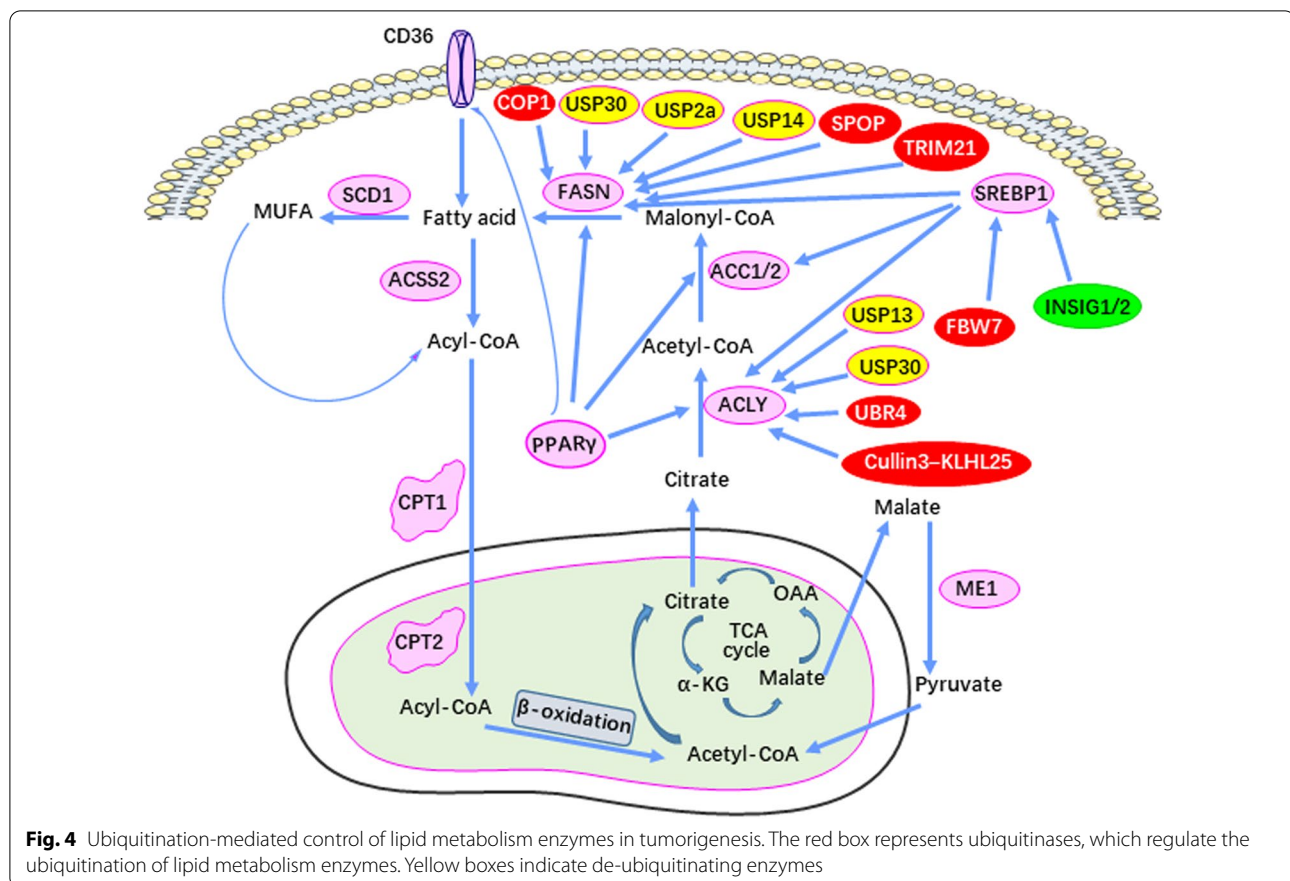 CD36
COP1
USP30
USP2a
USP14
SPOP
TRIM21
SCD1
FASN
SREBP1
MUFA
Fatty acid
Malonyl-CoA
ACSS2
ACC1/2
USP13
FBW7
INSIG1/2
Acyl-CoA
Acetyl-CoA
USP30
ACLY
UBR4
PPARγ
Cullin3–KLHL25
Citrate
CPT1
Malate
ME1
Citrate
OAA
TCA
cycle
CPT2
α-KG
Malate
Pyruvate
Acyl-CoA
β-oxidation
Acetyl-CoA
Fig. 4 Ubiquitination-mediated control of lipid metabolism enzymes in tumorigenesis. The red box represents ubiquitinases, which regulate the
ubiquitination of lipid metabolism enzymes. Yellow boxes indicate de-ubiquitinating enzymes